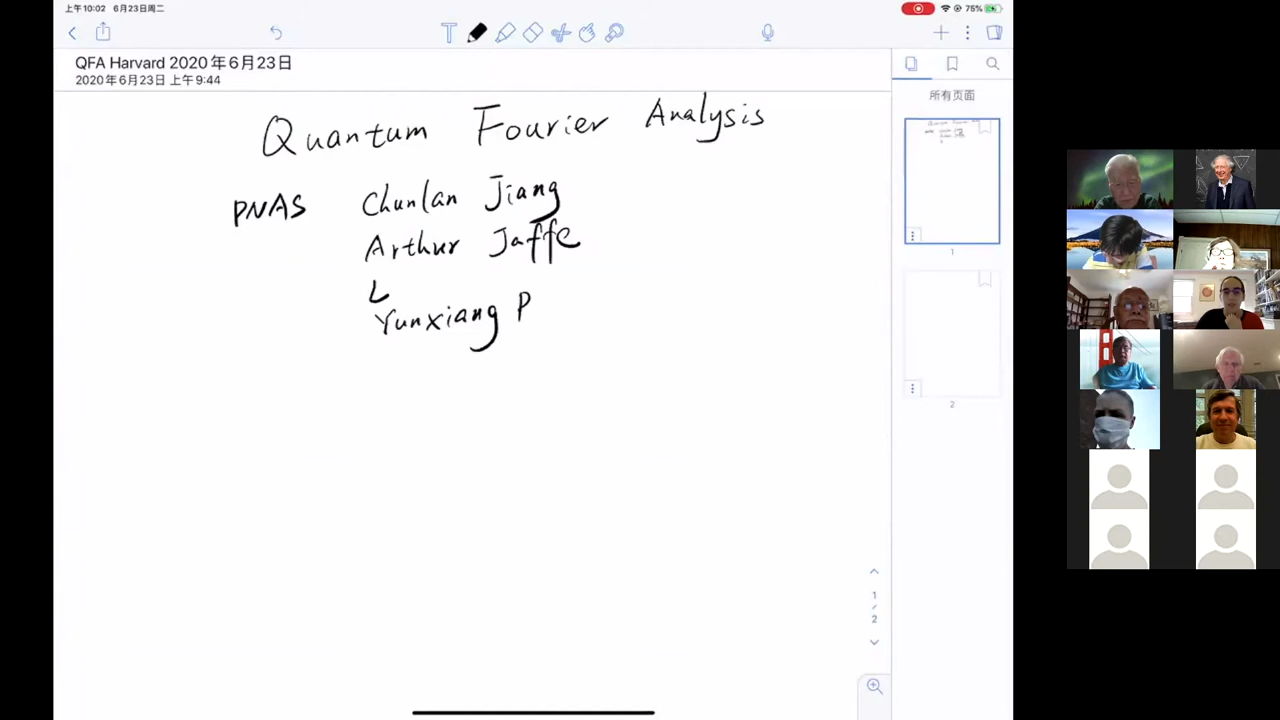 上午10:02 6月23日周二
75%
QFA Harvard 2020年6月23日
2020年6月23日 上午9:44
所有页面
Quantum Fourier Analysis
PNAS Chunlan Jiang
Arthur Jaffe
L
Yunxiang P
1
2
1
/
2